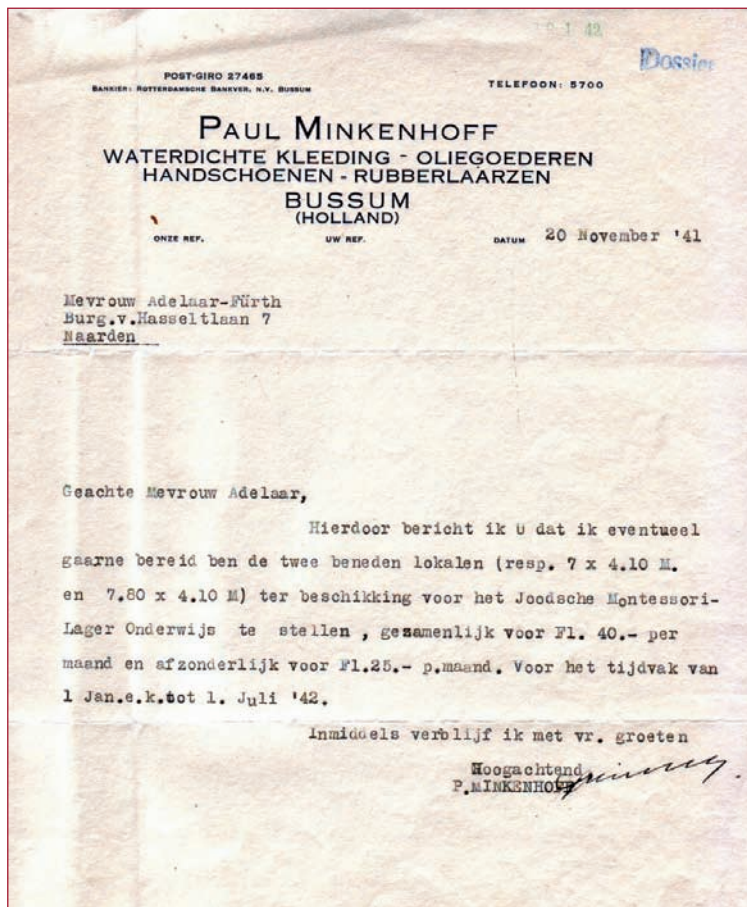 42
Dossier
POST-GIRO 27465
BANKIER: ROTTERDAMSCHE BANKVER. N.V. BUSSUM
TELEFOON: 5700
PAUL MINKENHOFF
WATERDICHTE KLEEDING - OLIEGOEDEREN
HANDSCHOENEN - RUBBERLAARZEN
BUSSUM
(HOLLAND)
ONZE REF. UW REF. DATUM 20 November '41
Mevrouw Adelaar-Fürth
Burg.v.Hasseltlaan 7
Naarden
Geachte Mevrouw Adelaar,
Hierdoor bericht ik U dat ik eventueel
gaarne bereid ben de twee beneden lokalen (resp. 7 x 4.10 M.
en 7.80 x 4.10 M) ter beschikking voor het Joodsche Montessori-
Lager Onderwijs te stellen , gezamenlijk voor Fl. 40.- per
maand en afzonderlijk voor Fl.25.- p.maand. Voor het tijdvak van
1 Jan.e.k.tot 1. Juli '42.
Inmiddels verblijf ik met vr. groeten
Hoogachtend
P.MINKENHOFF